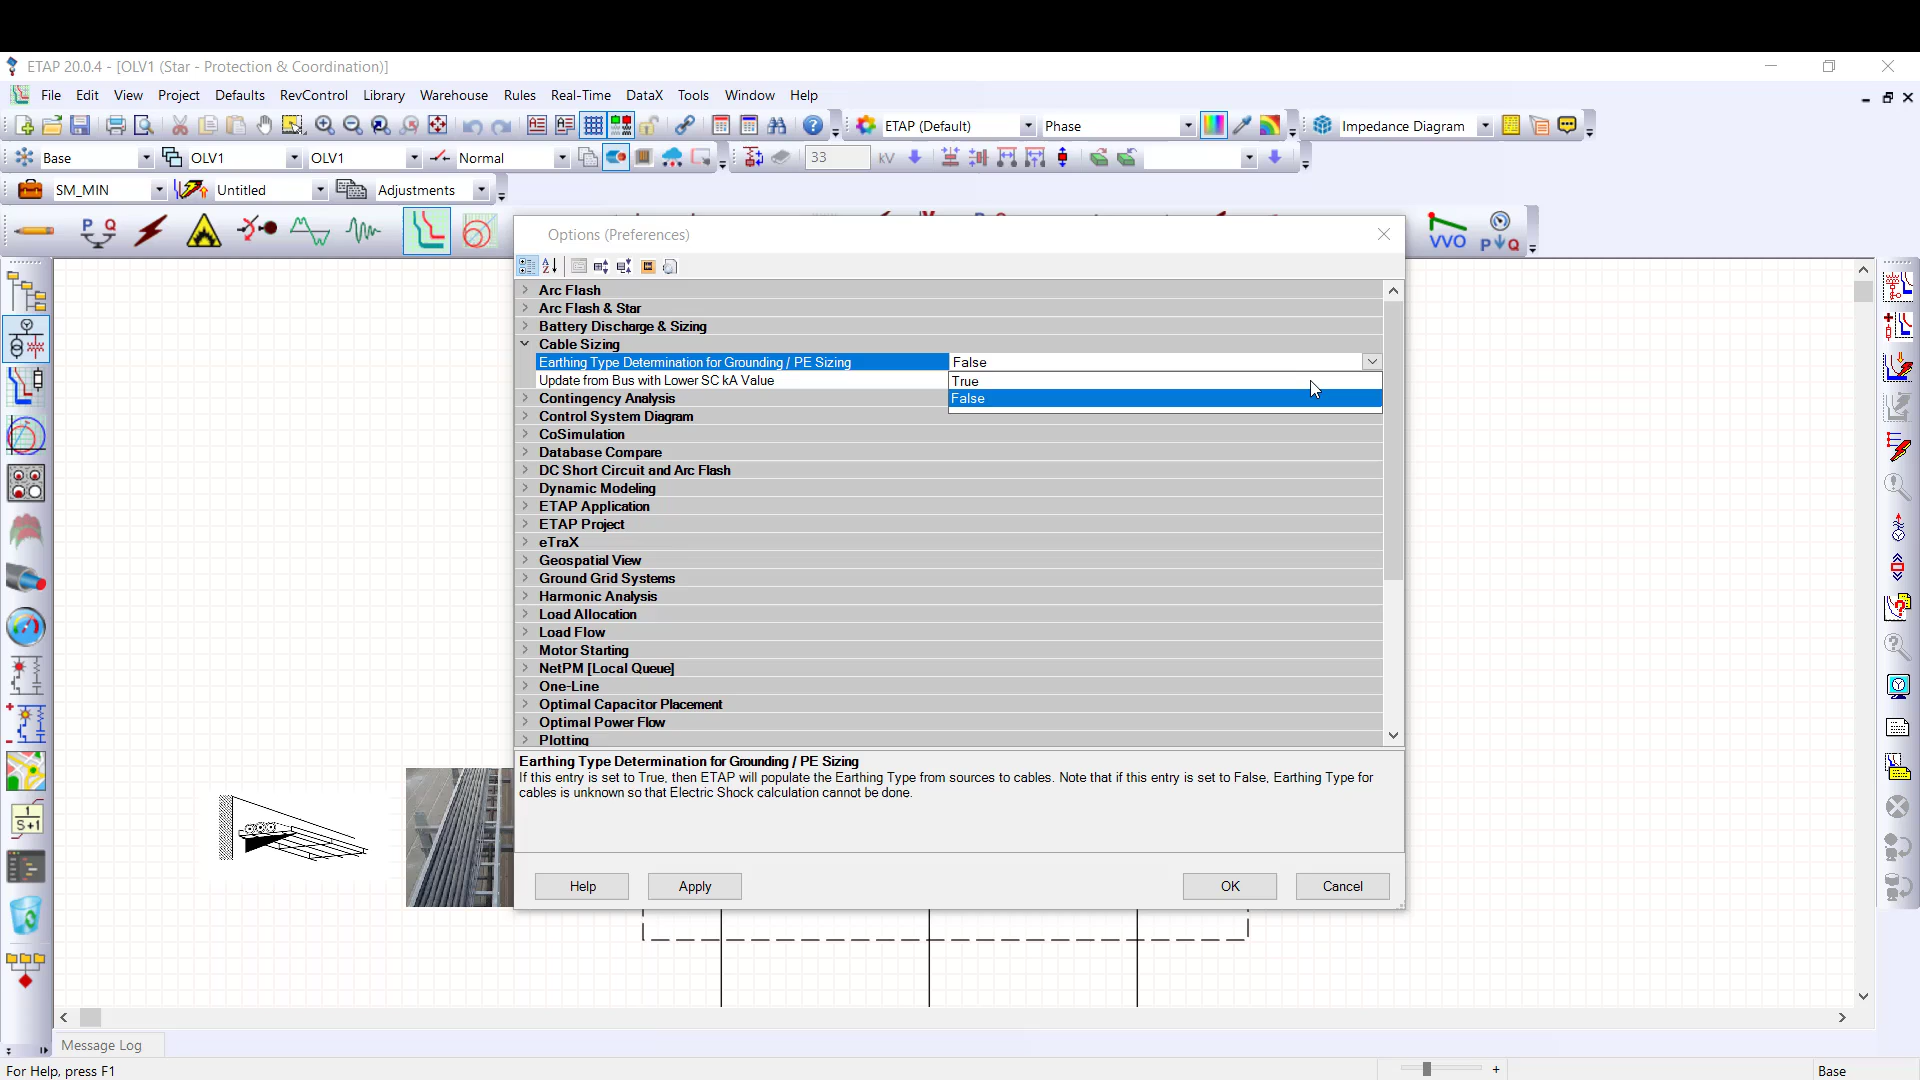 ETAP 20.0.4 - [OLV1 (Star - Protection & Coordination)]
File Edit View Project Defaults RevControl Library Warehouse Rules Real-Time DataX Tools Window Help
ETAP (Default) Phase Impedance Diagram
Base OLV1 OLV1 Normal 33 kV
SM_MIN Untitled Adjustments
P Q
VVO P Q
Options (Preferences)
A Z
Arc Flash
Arc Flash & Star
Battery Discharge & Sizing
Cable Sizing
Earthing Type Determination for Grounding / PE Sizing False
True
Update from Bus with Lower SC kA Value
False
Contingency Analysis
Control System Diagram
CoSimulation
Database Compare
DC Short Circuit and Arc Flash
Dynamic Modeling
ETAP Application
ETAP Project
eTraX
Geospatial View
Ground Grid Systems
Harmonic Analysis
Load Allocation
Load Flow
Motor Starting
NetPM [Local Queue]
One-Line
Optimal Capacitor Placement
Optimal Power Flow
Plotting
Earthing Type Determination for Grounding / PE Sizing
If this entry is set to True, then ETAP will populate the Earthing Type from sources to cables. Note that if this entry is set to False, Earthing Type for
cables is unknown so that Electric Shock calculation cannot be done.
1
S+1
Help Apply OK Cancel
Message Log
For Help, press F1 - + Base